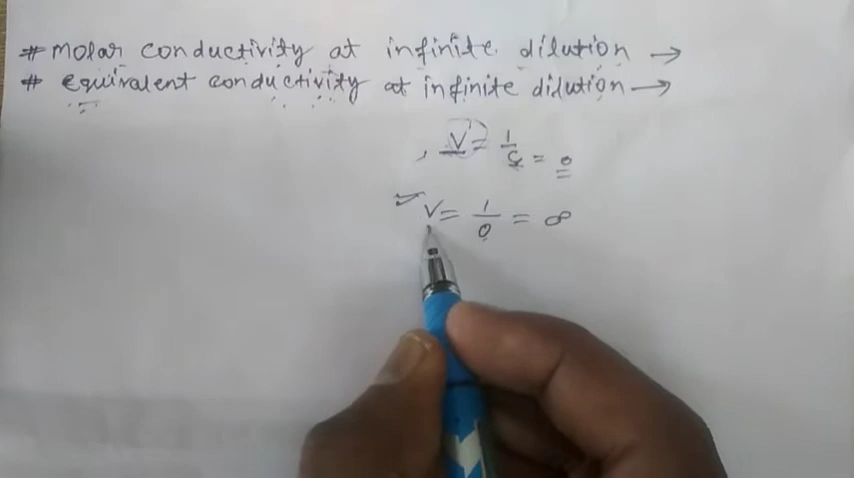 # molar conductivity at infinite dilution →
# equivalent conductivity at infinite dilution →
, V = 1/C = 0
V = 1/0 = ∞